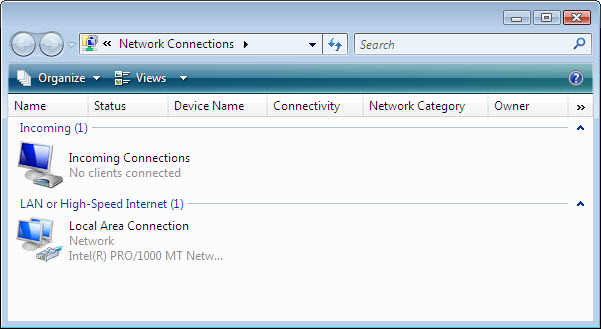 « Network Connections
Search
Organize Views ?
Name Status Device Name Connectivity Network Category Owner »
Incoming (1)
Incoming Connections
No clients connected
LAN or High-Speed Internet (1)
Local Area Connection
Network
Intel(R) PRO/1000 MT Netw...